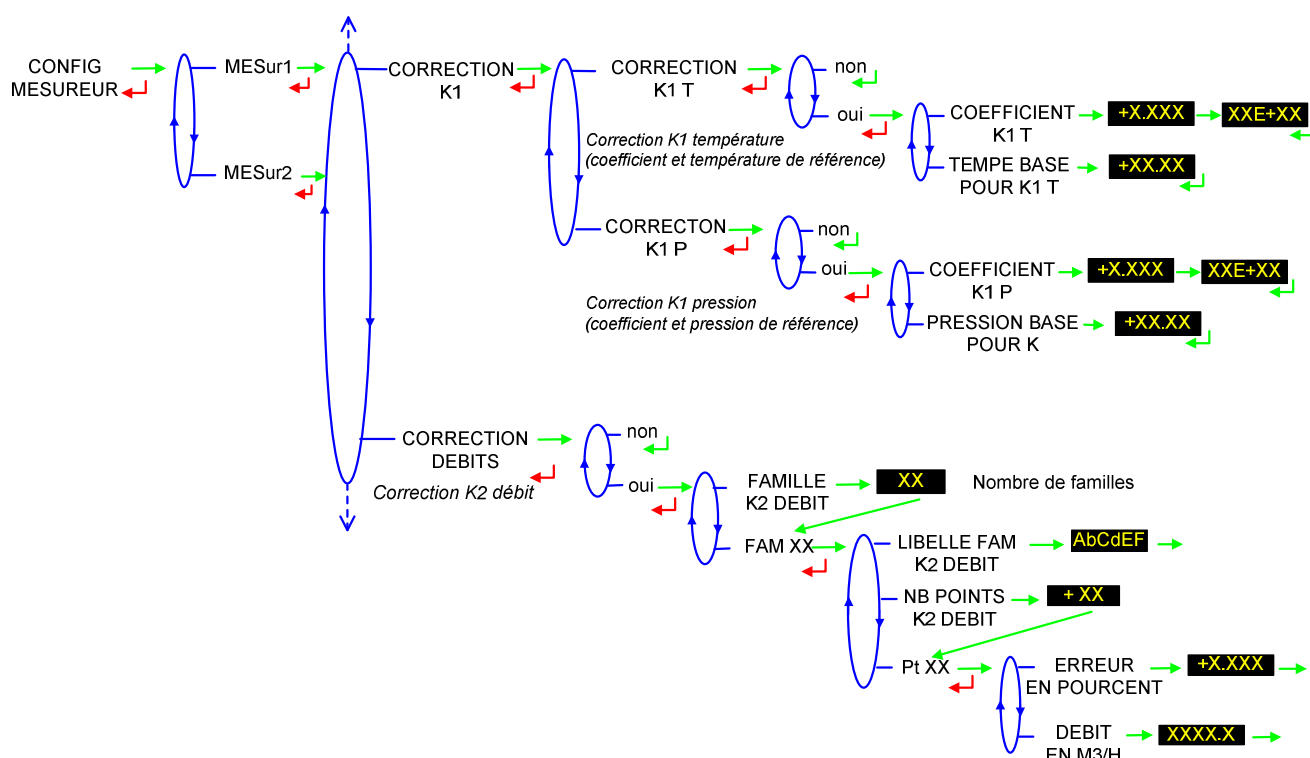 CONFIG
MESUREUR
MESur1
MESur2
CORRECTION
K1
CORRECTION
K1 T
non
oui
Correction K1 température
(coefficient et température de référence)
COEFFICIENT
K1 T
+X.XXX
XXE+XX
TEMPE BASE
POUR K1 T
+XX.XX
CORRECTON
K1 P
non
oui
Correction K1 pression
(coefficient et pression de référence)
COEFFICIENT
K1 P
+X.XXX
XXE+XX
PRESSION BASE
POUR K
+XX.XX
CORRECTION
DEBITS
Correction K2 débit
non
oui
FAMILLE
K2 DEBIT
XX
Nombre de familles
FAM XX
LIBELLE FAM
K2 DEBIT
AbCdEF
NB POINTS
K2 DEBIT
+ XX
Pt XX
ERREUR
EN POURCENT
+X.XXX
DEBIT
EN M3/H
XXXX.X